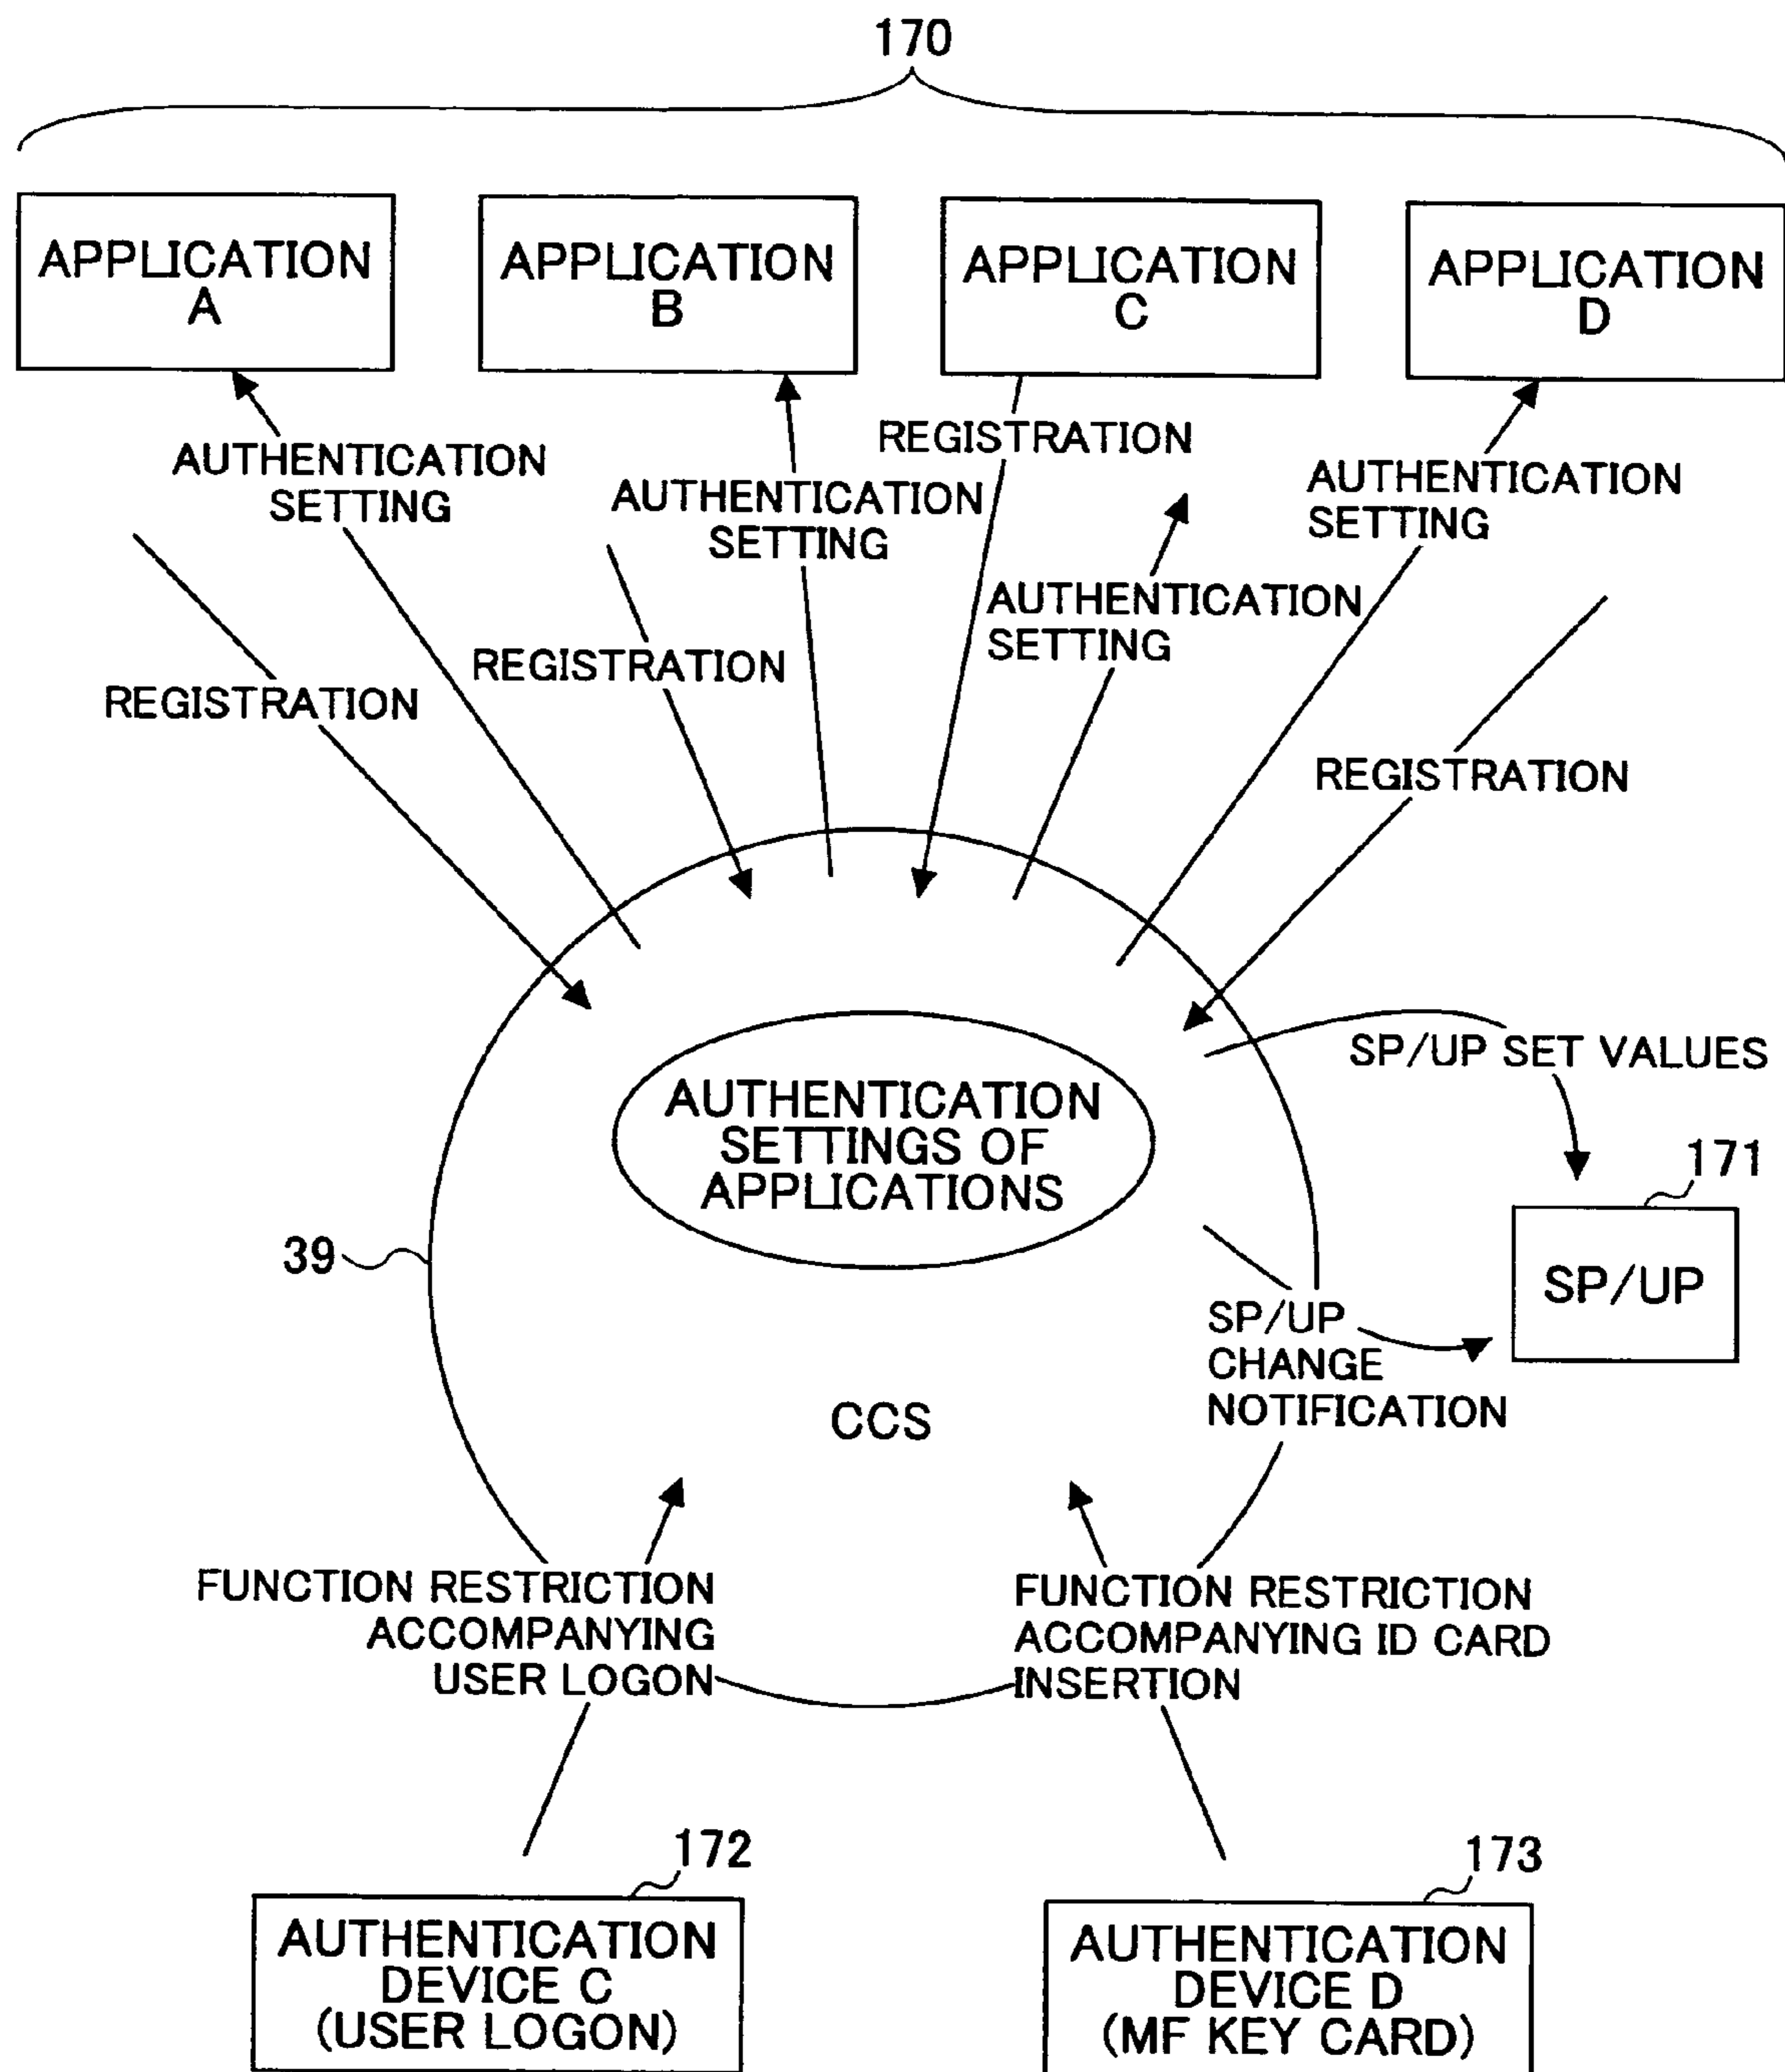 170
APPLICATION
A
APPLICATION
B
APPLICATION
C
APPLICATION
D
AUTHENTICATION
SETTING
AUTHENTICATION
SETTING
REGISTRATION
AUTHENTICATION
SETTING
REGISTRATION
REGISTRATION
AUTHENTICATION
SETTING
REGISTRATION
SP/UP SET VALUES
AUTHENTICATION
SETTINGS OF
APPLICATIONS
171
SP/UP
39
SP/UP
CHANGE
NOTIFICATION
CCS
FUNCTION RESTRICTION
ACCOMPANYING
USER LOGON
FUNCTION RESTRICTION
ACCOMPANYING ID CARD
INSERTION
172
AUTHENTICATION
DEVICE C
(USER LOGON)
173
AUTHENTICATION
DEVICE D
(MF KEY CARD)